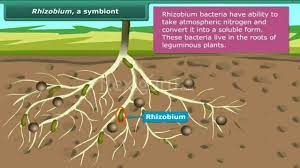 Rhizobium, a symbiont
Rhizobium bacteria have ability to
take atmospheric nitrogen and
convert it into a soluble form.
These bacteria live in the roots of
leguminous plants.
Rhizobium